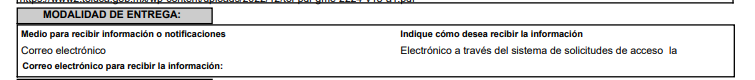 MODALIDAD DE ENTREGA:
Medio para recibir información o notificaciones
Indique cómo desea recibir la información
Correo electrónico
Electrónico a través del sistema de solicitudes de acceso la
Correo electrónico para recibir la información: